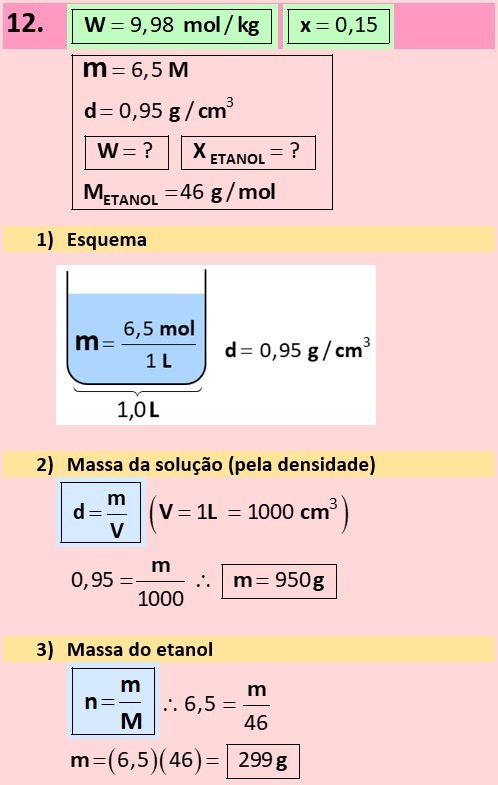 12. W = 9,98 mol / kg x = 0,15
m = 6,5 M
d = 0,95 g / cm³
W = ? X ETANOL = ?
M ETANOL = 46 g / mol
1) Esquema
m = 6,5 mol / 1 L d = 0,95 g / cm³
1,0 L
2) Massa da solução (pela densidade)
d = m / V (V = 1L = 1000 cm³)
0,95 = m / 1000 ∴ m = 950 g
3) Massa do etanol
n = m / M ∴ 6,5 = m / 46
m = (6,5)(46) = 299 g